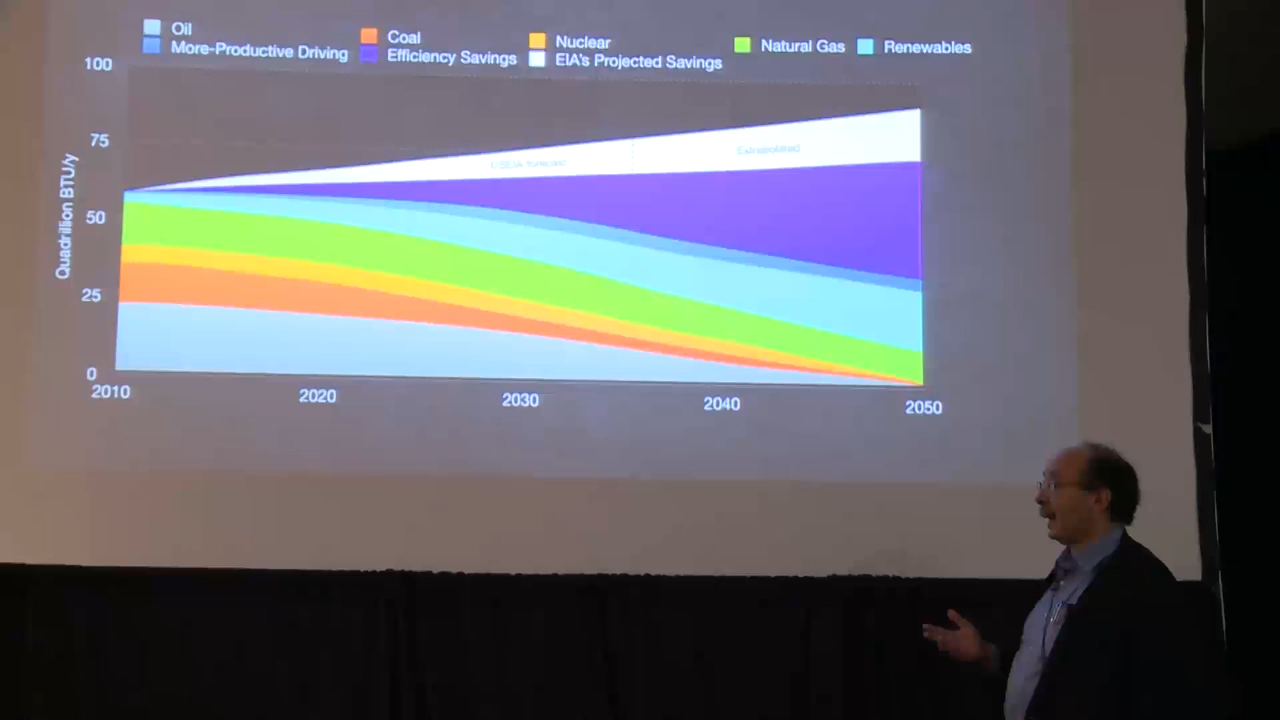 Oil
Coal
Nuclear
Natural Gas
Renewables
More-Productive Driving
Efficiency Savings
EIA's Projected Savings
100
75
50
25
0
Quadrillion BTU/y
forecast
Extrapolated
2010
2020
2030
2040
2050